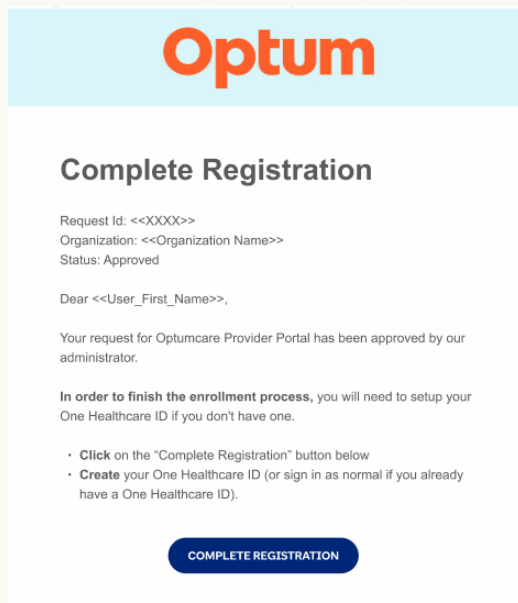 Optum
Complete Registration
Request Id: <<XXXX>>
Organization: <<Organization Name>>
Status: Approved
Dear <<User_First_Name>>,
Your request for Optumcare Provider Portal has been approved by our
administrator.
In order to finish the enrollment process, you will need to setup your
One Healthcare ID if you don't have one.
• Click on the “Complete Registration” button below
• Create your One Healthcare ID (or sign in as normal if you already
have a One Healthcare ID).
COMPLETE REGISTRATION